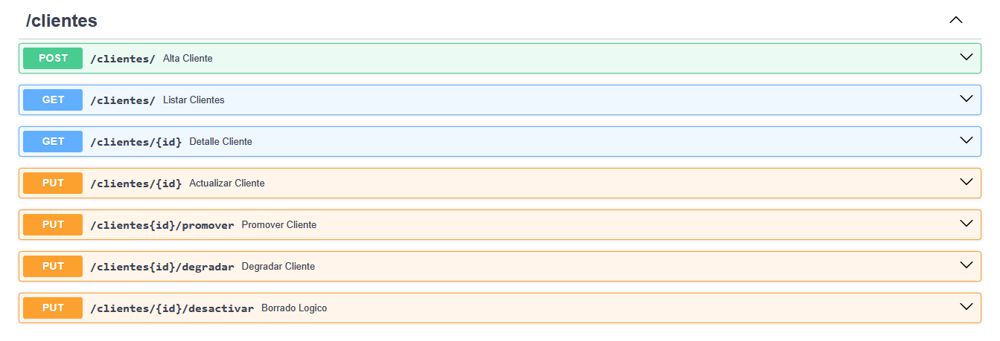 /clientes
POST /clientes/ Alta Cliente
GET /clientes/ Listar Clientes
GET /clientes/{id} Detalle Cliente
PUT /clientes/{id} Actualizar Cliente
PUT /clientes{id}/promover Promover Cliente
PUT /clientes{id}/degradar Degradar Cliente
PUT /clientes/{id}/desactivar Borrado Logico